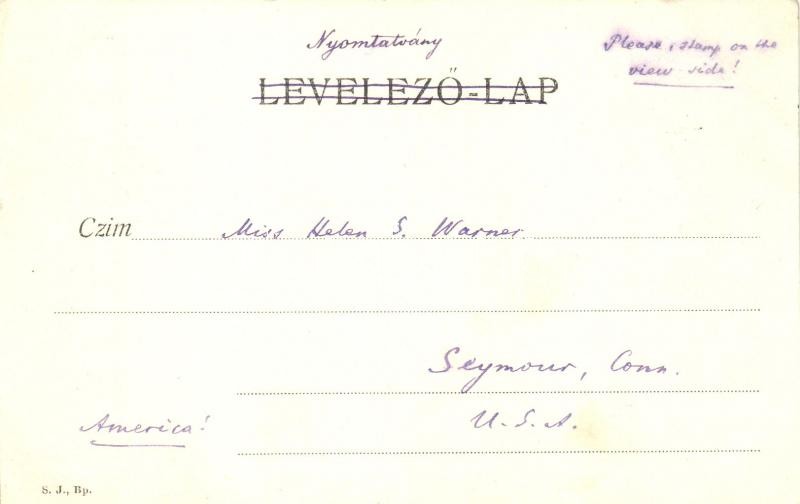 Nyomtatvány
Please, stamp on the
view side!
LEVELEZŐ-LAP
Czim Miss Helen S. Warner.
Seymour, Conn.
America!
U. S. A.
S. J., Bp.